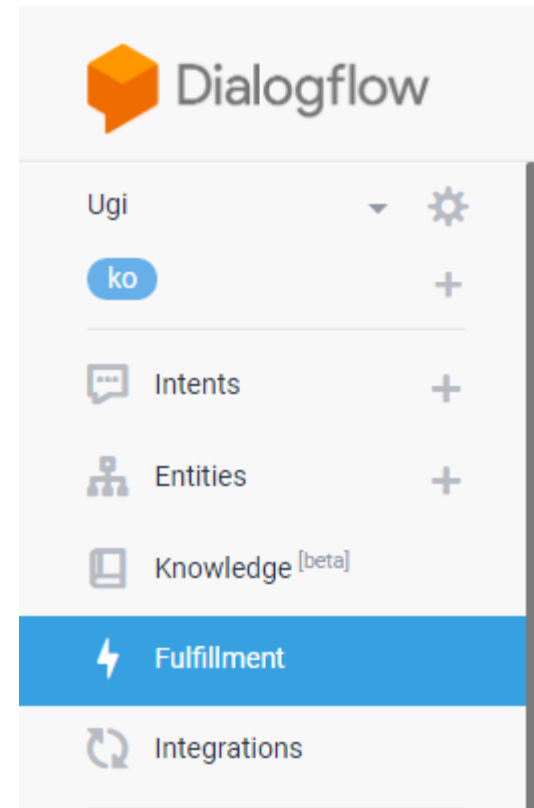 Dialogflow
Ugi
ko
Intents
Entities
Knowledge [beta]
Fulfillment
Integrations